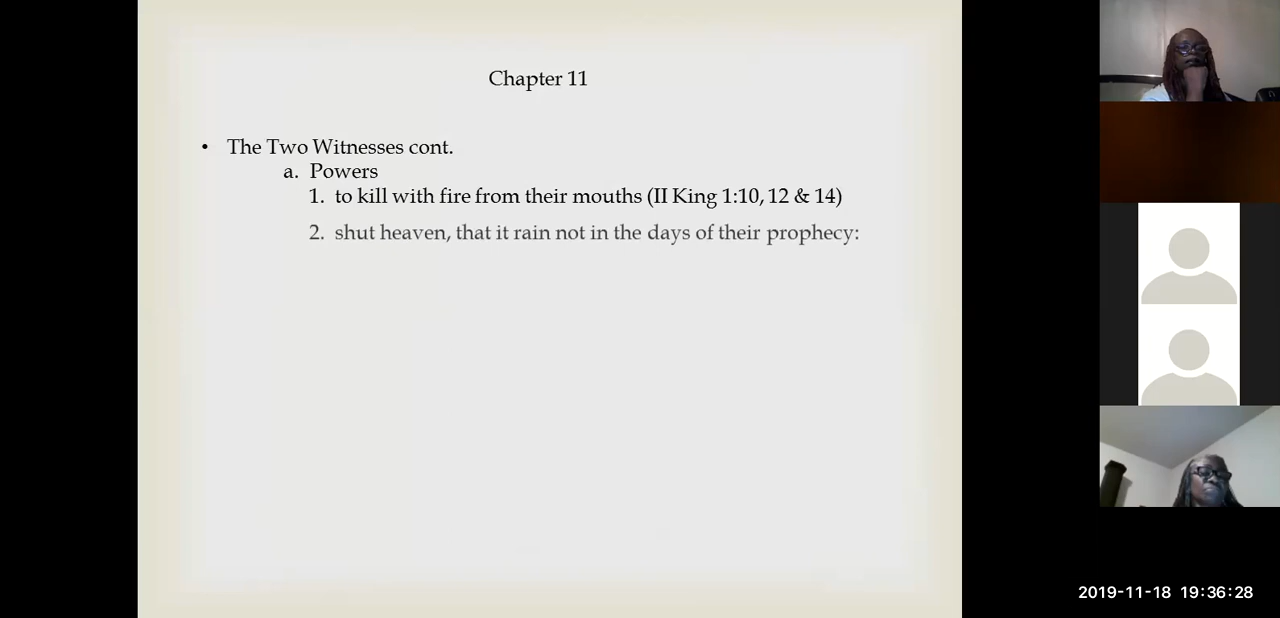 Chapter 11
• The Two Witnesses cont.
a. Powers
1. to kill with fire from their mouths (II King 1:10, 12 & 14)
2. shut heaven, that it rain not in the days of their prophecy:
2019-11-18 19:36:28